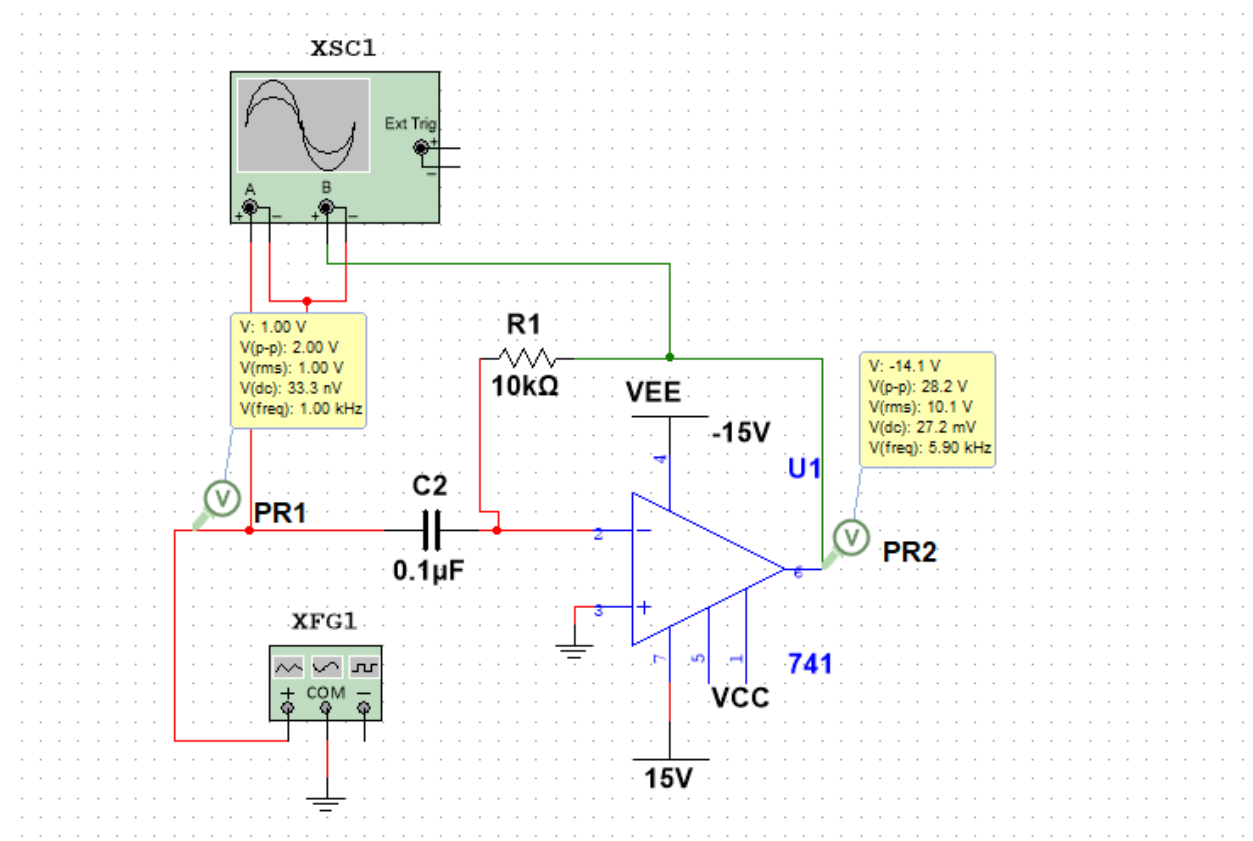 XSC1
Ext Trig
+
−
A
B
+ − + −
V: 1.00 V
V(p-p): 2.00 V
V(rms): 1.00 V
V(dc): 33.3 nV
V(freq): 1.00 kHz
R1
10kΩ
VEE
-15V
V: -14.1 V
V(p-p): 28.2 V
V(rms): 10.1 V
V(dc): 27.2 mV
V(freq): 5.90 kHz
4
U1
V
PR1
C2
0.1µF
2
−
V
PR2
6
3
+
XFG1
+ COM −
7
5
1
741
VCC
15V